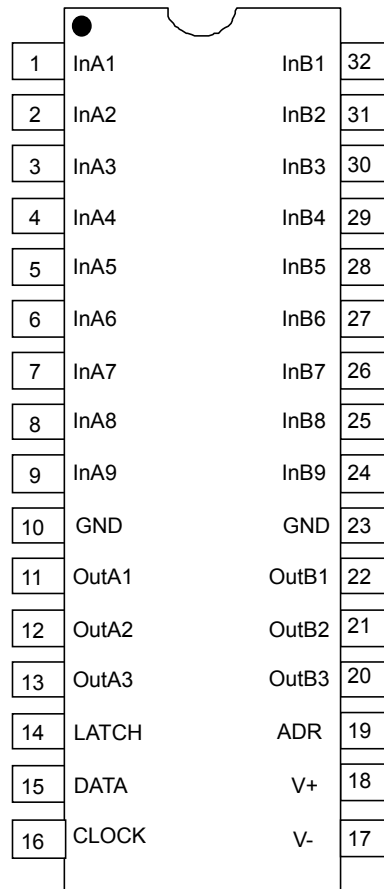 1 InA1 InB1 32
2 InA2 InB2 31
3 InA3 InB3 30
4 InA4 InB4 29
5 InA5 InB5 28
6 InA6 InB6 27
7 InA7 InB7 26
8 InA8 InB8 25
9 InA9 InB9 24
10 GND GND 23
11 OutA1 OutB1 22
12 OutA2 OutB2 21
13 OutA3 OutB3 20
14 LATCH ADR 19
15 DATA V+ 18
16 CLOCK V- 17